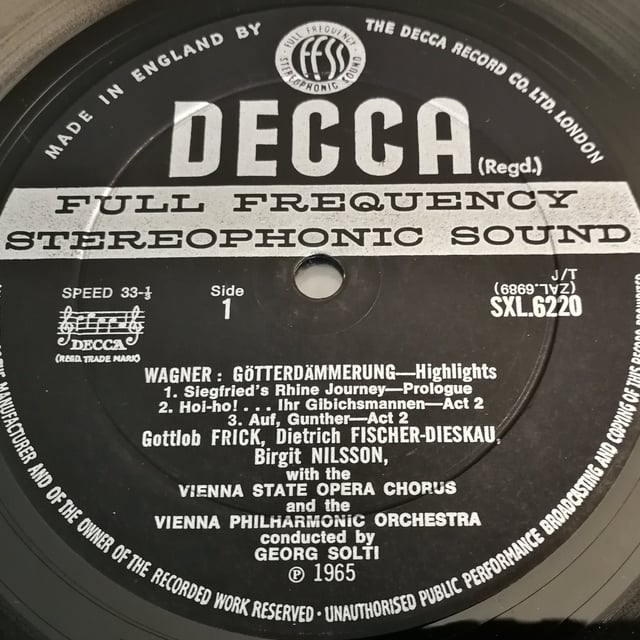 MADE IN ENGLAND BY
THE DECCA RECORD CO. LTD. LONDON
FULL FREQUENCY
FFSS
STEREOPHONIC SOUND
DECCA (Regd.)
FULL FREQUENCY
STEREOPHONIC SOUND
SPEED 33-⅓
Side
1
T/J
(ZAL.6989)
SXL.6220
DECCA
(REGD. TRADE MARK)
WAGNER : GÖTTERDÄMMERUNG—Highlights
1. Siegfried's Rhine Journey—Prologue
2. Hoi-ho! . . . Ihr Gibichsmannen—Act 2
3. Auf, Gunther—Act 2
Gottlob FRICK, Dietrich FISCHER-DIESKAU,
Birgit NILSSON,
with the
VIENNA STATE OPERA CHORUS
and the
VIENNA PHILHARMONIC ORCHESTRA
conducted by
GEORG SOLTI
℗ 1965
MANUFACTURER AND OF THE OWNER OF THE RECORDED WORK RESERVED · UNAUTHORISED PUBLIC PERFORMANCE BROADCASTING AND COPYING OF THIS RECORD